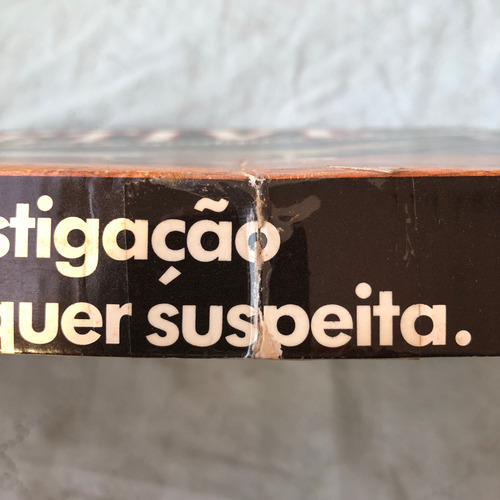 stigação
quer suspeita.